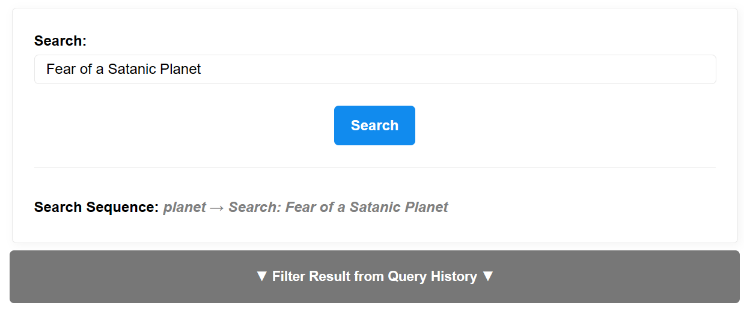 Search:
Fear of a Satanic Planet
Search
Search Sequence: planet → Search: Fear of a Satanic Planet
▼ Filter Result from Query History ▼